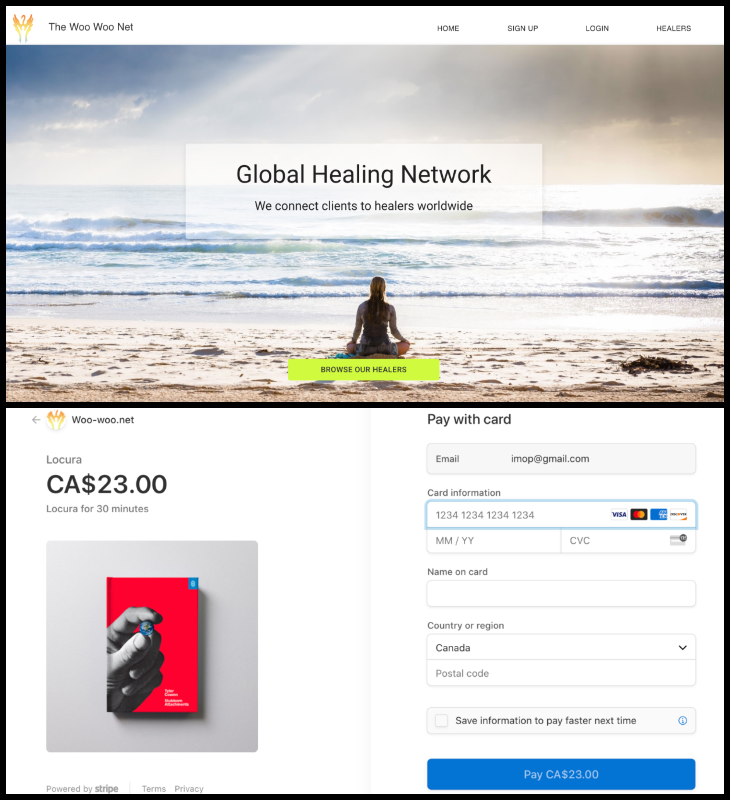 The Woo Woo Net
HOME SIGN UP LOGIN HEALERS
Global Healing Network
We connect clients to healers worldwide
BROWSE OUR HEALERS
Woo-woo.net
Locura
CA$23.00
Locura for 30 minutes
Tyler
Cowen
Stubborn
Attachments
Powered by stripe
Terms Privacy
Pay with card
Email imop@gmail.com
Card information
1234 1234 1234 1234
VISA
DISCOVER
MM / YY CVC
Name on card
Country or region
Canada
Postal code
Save information to pay faster next time
Pay CA$23.00